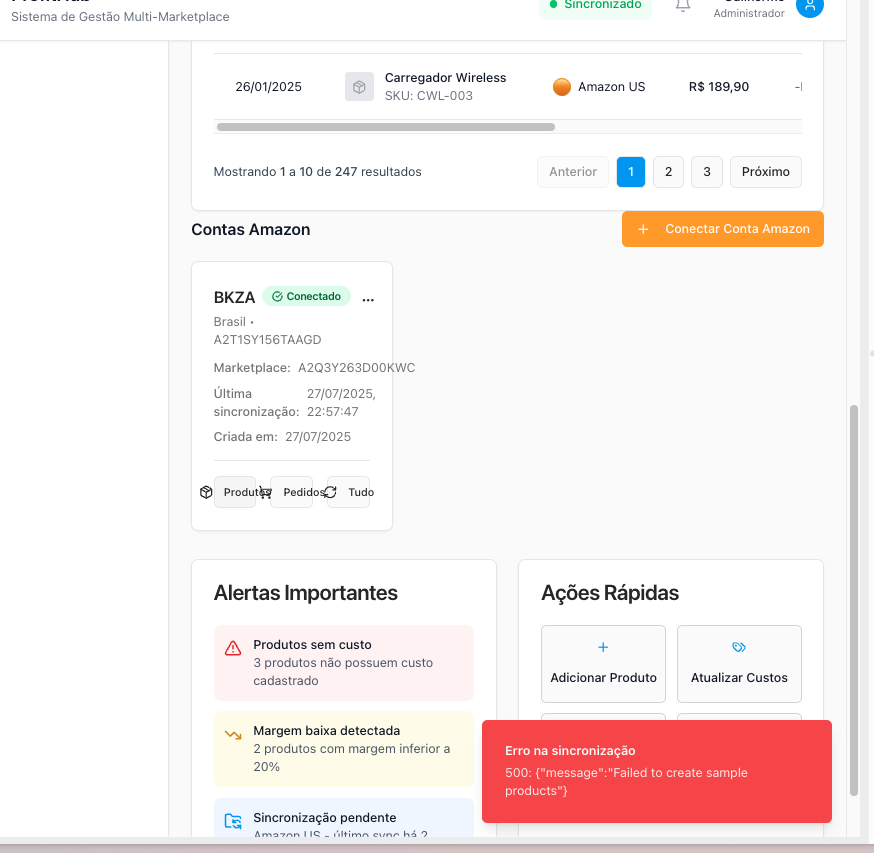 Sistema de Gestão Multi-Marketplace
Sincronizado
Guilherme
Administrador
26/01/2025
Carregador Wireless
SKU: CWL-003
Amazon US
R$ 189,90
Mostrando 1 a 10 de 247 resultados
Anterior
1
2
3
Próximo
Contas Amazon
+ Conectar Conta Amazon
BKZA
Conectado
...
Brasil •
A2T1SY156TAAGD
Marketplace: A2Q3Y263D00KWC
Última sincronização:
27/07/2025, 22:57:47
Criada em: 27/07/2025
Produtos
Pedidos
Tudo
Alertas Importantes
Produtos sem custo
3 produtos não possuem custo
cadastrado
Margem baixa detectada
2 produtos com margem inferior a
20%
Sincronização pendente
Amazon US - último sync há 2
Ações Rápidas
Adicionar Produto
Atualizar Custos
Erro na sincronização
500: {"message":"Failed to create sample
products"}